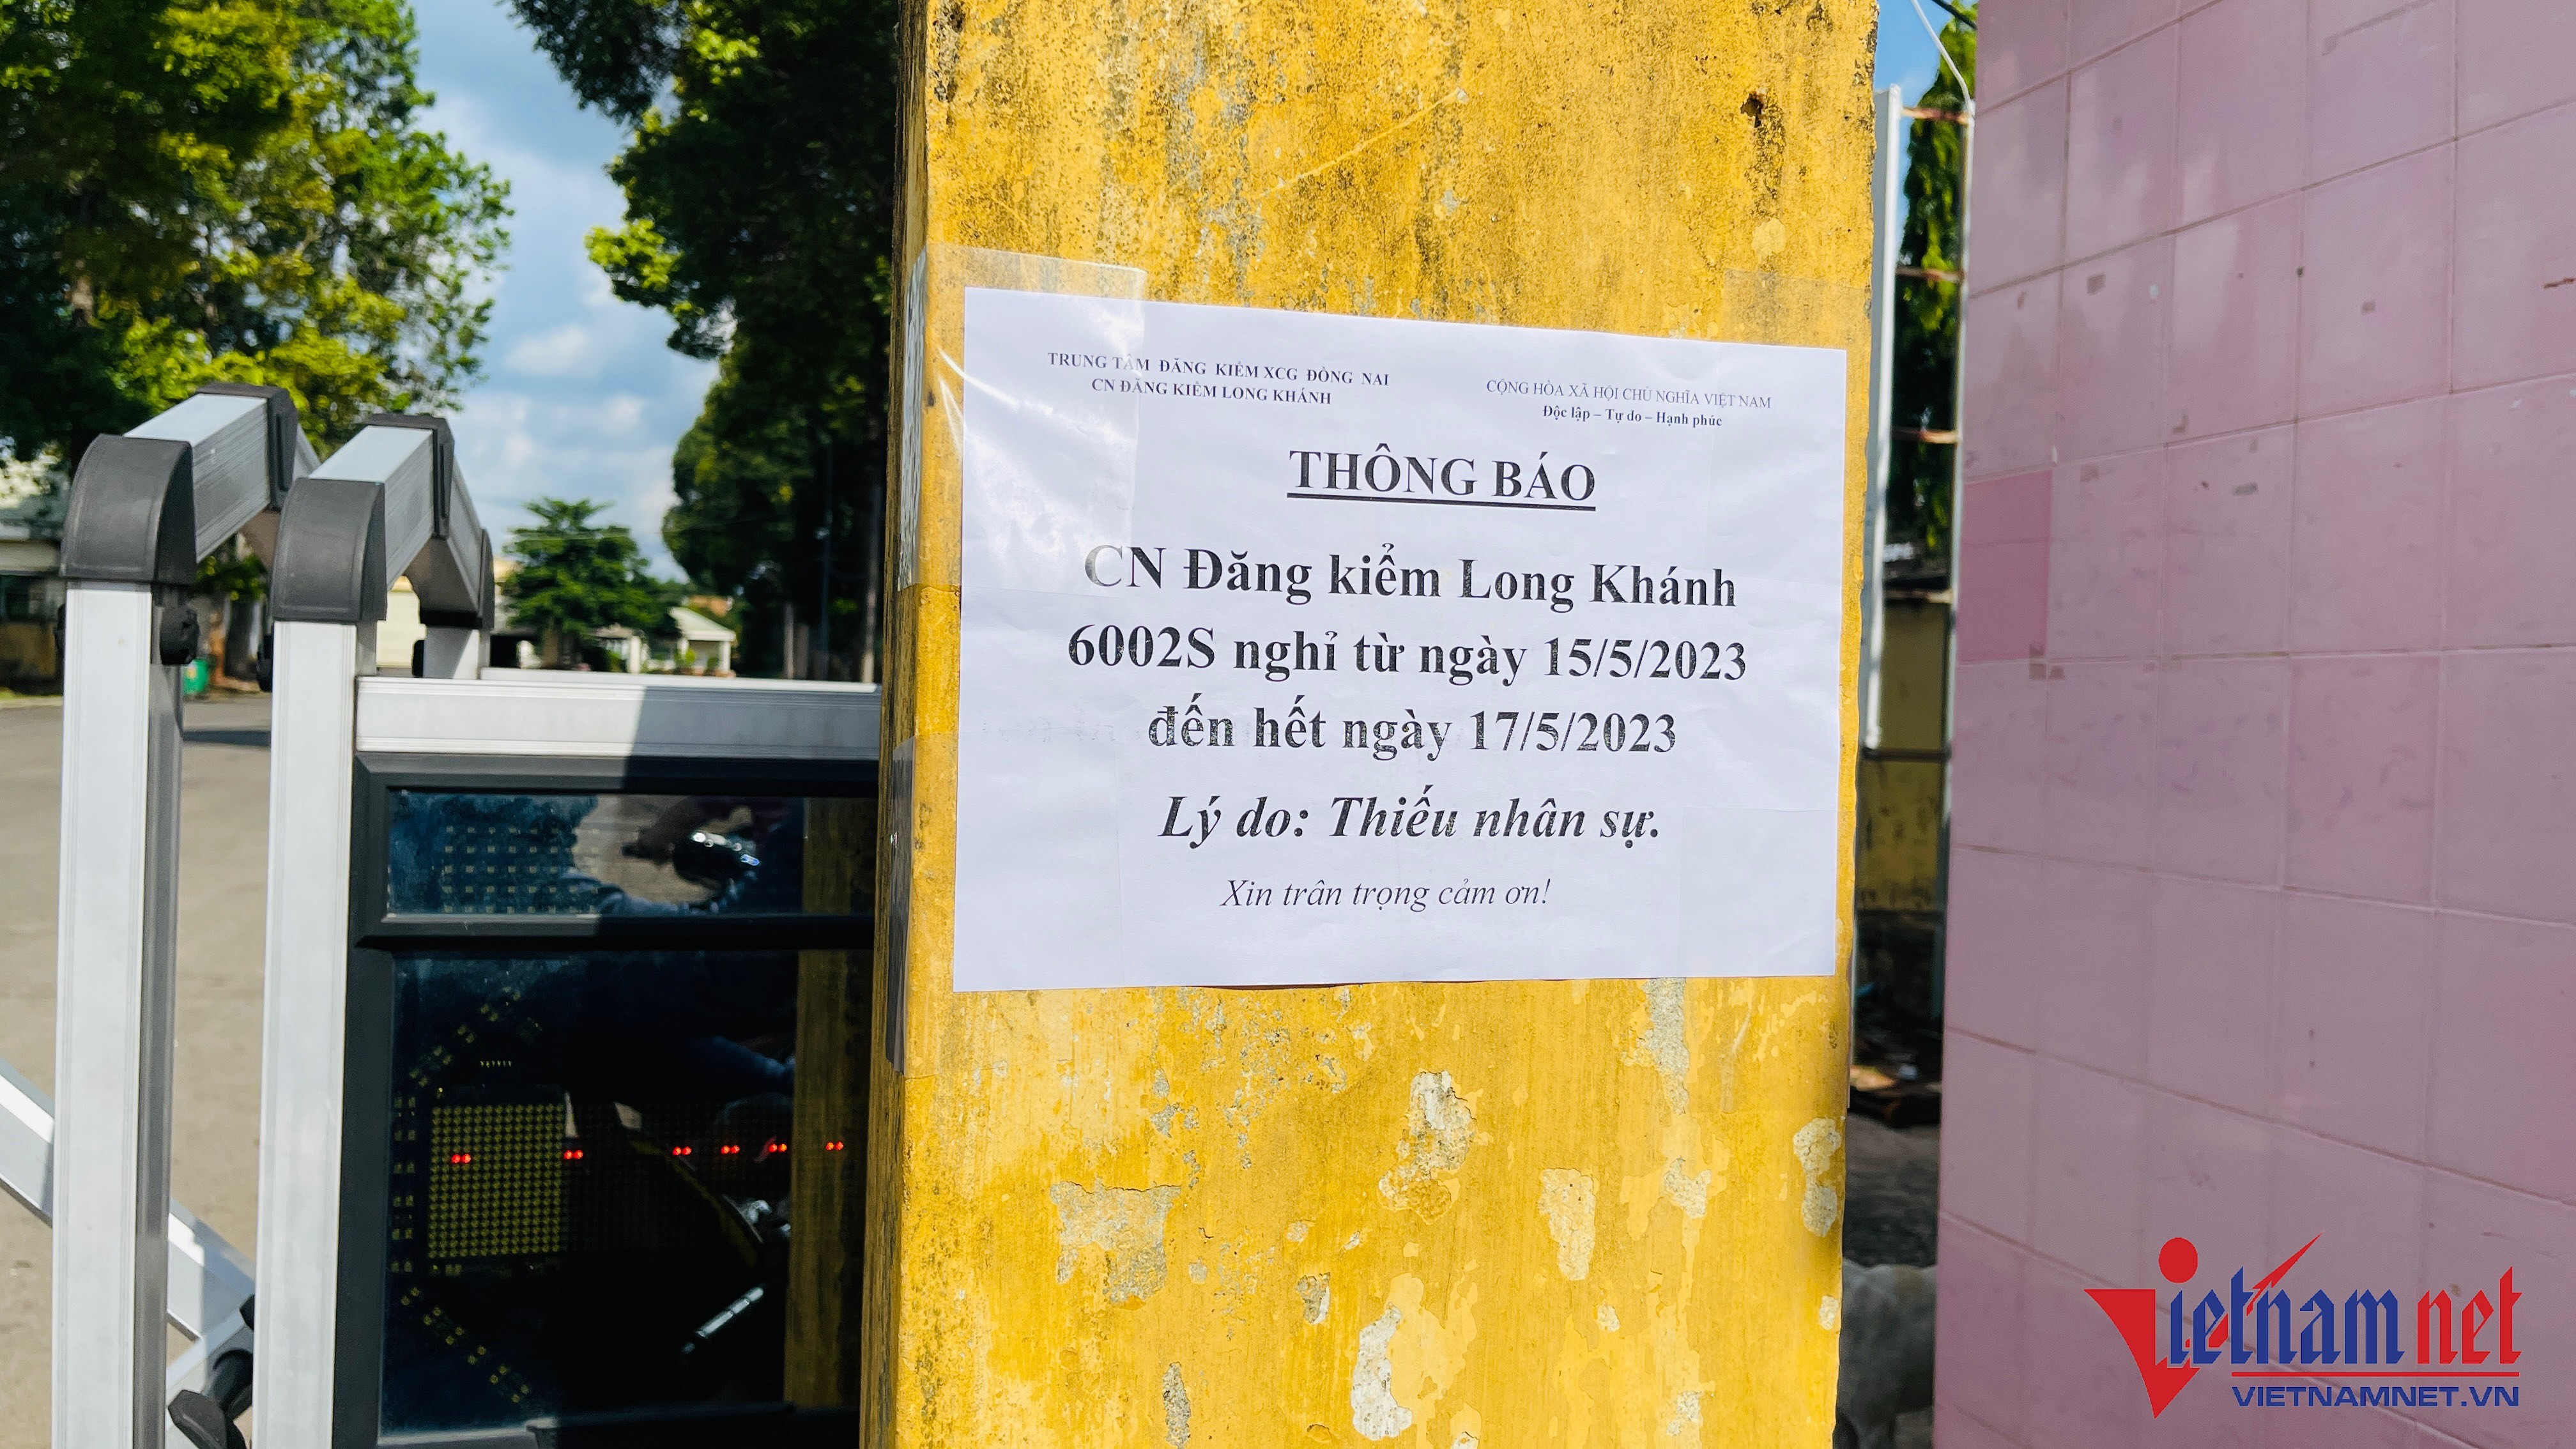 TRUNG TÂM ĐĂNG KIỂM XCG ĐỒNG NAI
CN ĐĂNG KIỂM LONG KHÁNH
CỘNG HÒA XÃ HỘI CHỦ NGHĨA VIỆT NAM
Độc lập – Tự do – Hạnh phúc
THÔNG BÁO
CN Đăng kiểm Long Khánh
6002S nghỉ từ ngày 15/5/2023
đến hết ngày 17/5/2023
Lý do: Thiếu nhân sự.
Xin trân trọng cảm ơn!
Vietnamnet
VIETNAMNET.VN